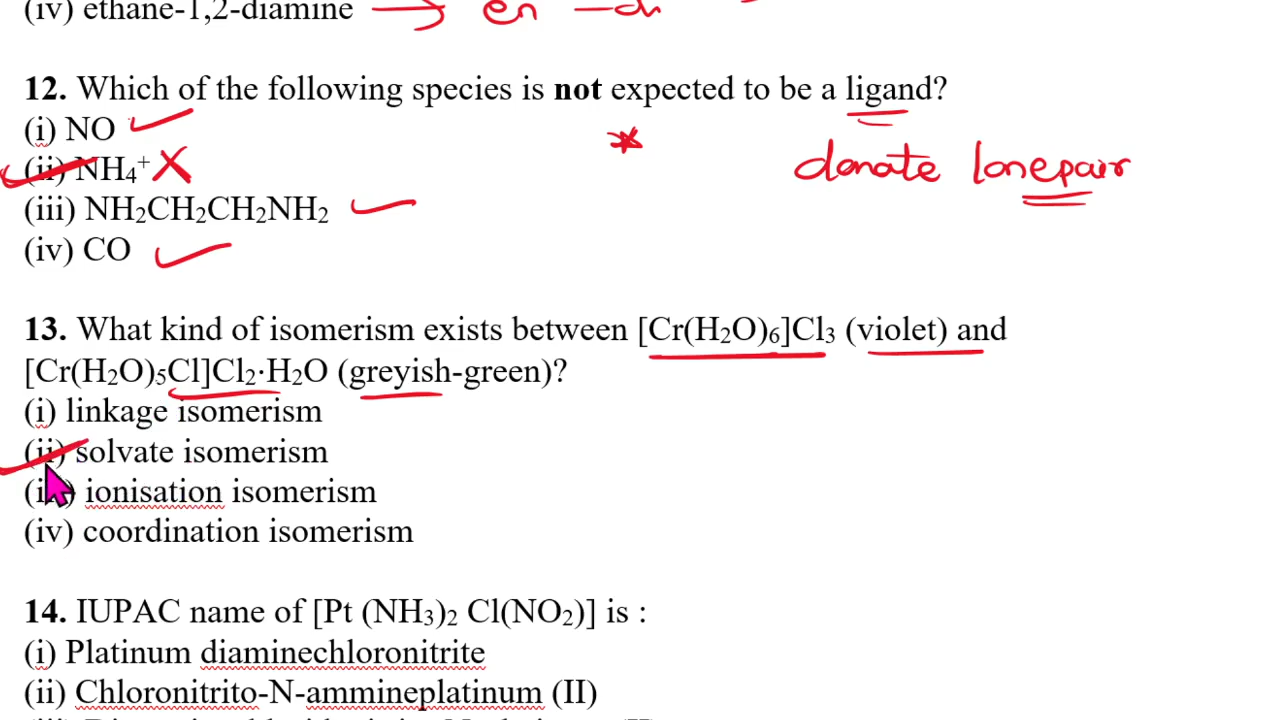 (iv) ethane-1,2-diamine → en
12. Which of the following species is not expected to be a ligand?
(i) NO ✓
(ii) NH₄⁺ X
donate lonepair
(iii) NH₂CH₂CH₂NH₂ ✓
(iv) CO ✓
13. What kind of isomerism exists between [Cr(H₂O)₆]Cl₃ (violet) and
[Cr(H₂O)₅Cl]Cl₂·H₂O (greyish-green)?
(i) linkage isomerism
(ii) solvate isomerism
(iii) ionisation isomerism
(iv) coordination isomerism
14. IUPAC name of [Pt (NH₃)₂ Cl(NO₂)] is :
(i) Platinum diaminechloronitrite
(ii) Chloronitrito-N-ammineplatinum (II)